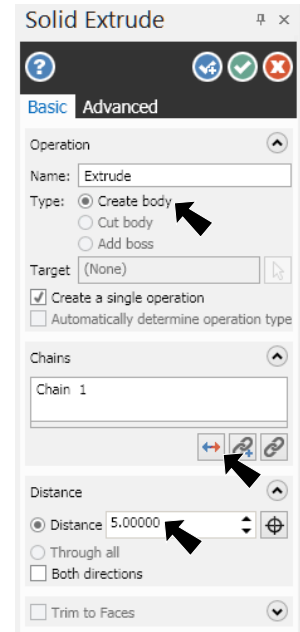 Solid Extrude
Basic Advanced
Operation
Name: Extrude
Type: Create body
Cut body
Add boss
Target (None)
Create a single operation
Automatically determine operation type
Chains
Chain 1
Distance
Distance 5.00000
Through all
Both directions
Trim to Faces